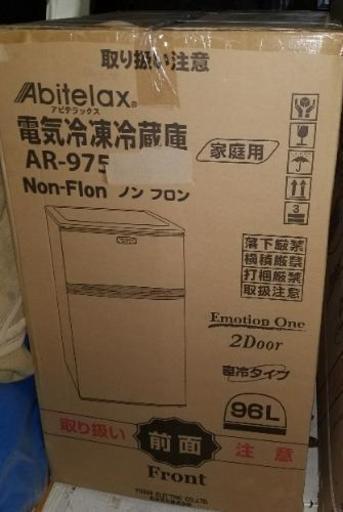 取り扱い注意
Abitelax®
アビテラックス
電気冷凍冷蔵庫
AR-975
家庭用
Non-Flon ノン フロン
3
落下厳禁
横積厳禁
打梱厳禁
取扱注意
Emotion One
2Door
直冷タイプ
96L
取り扱い 前面 注意
Front